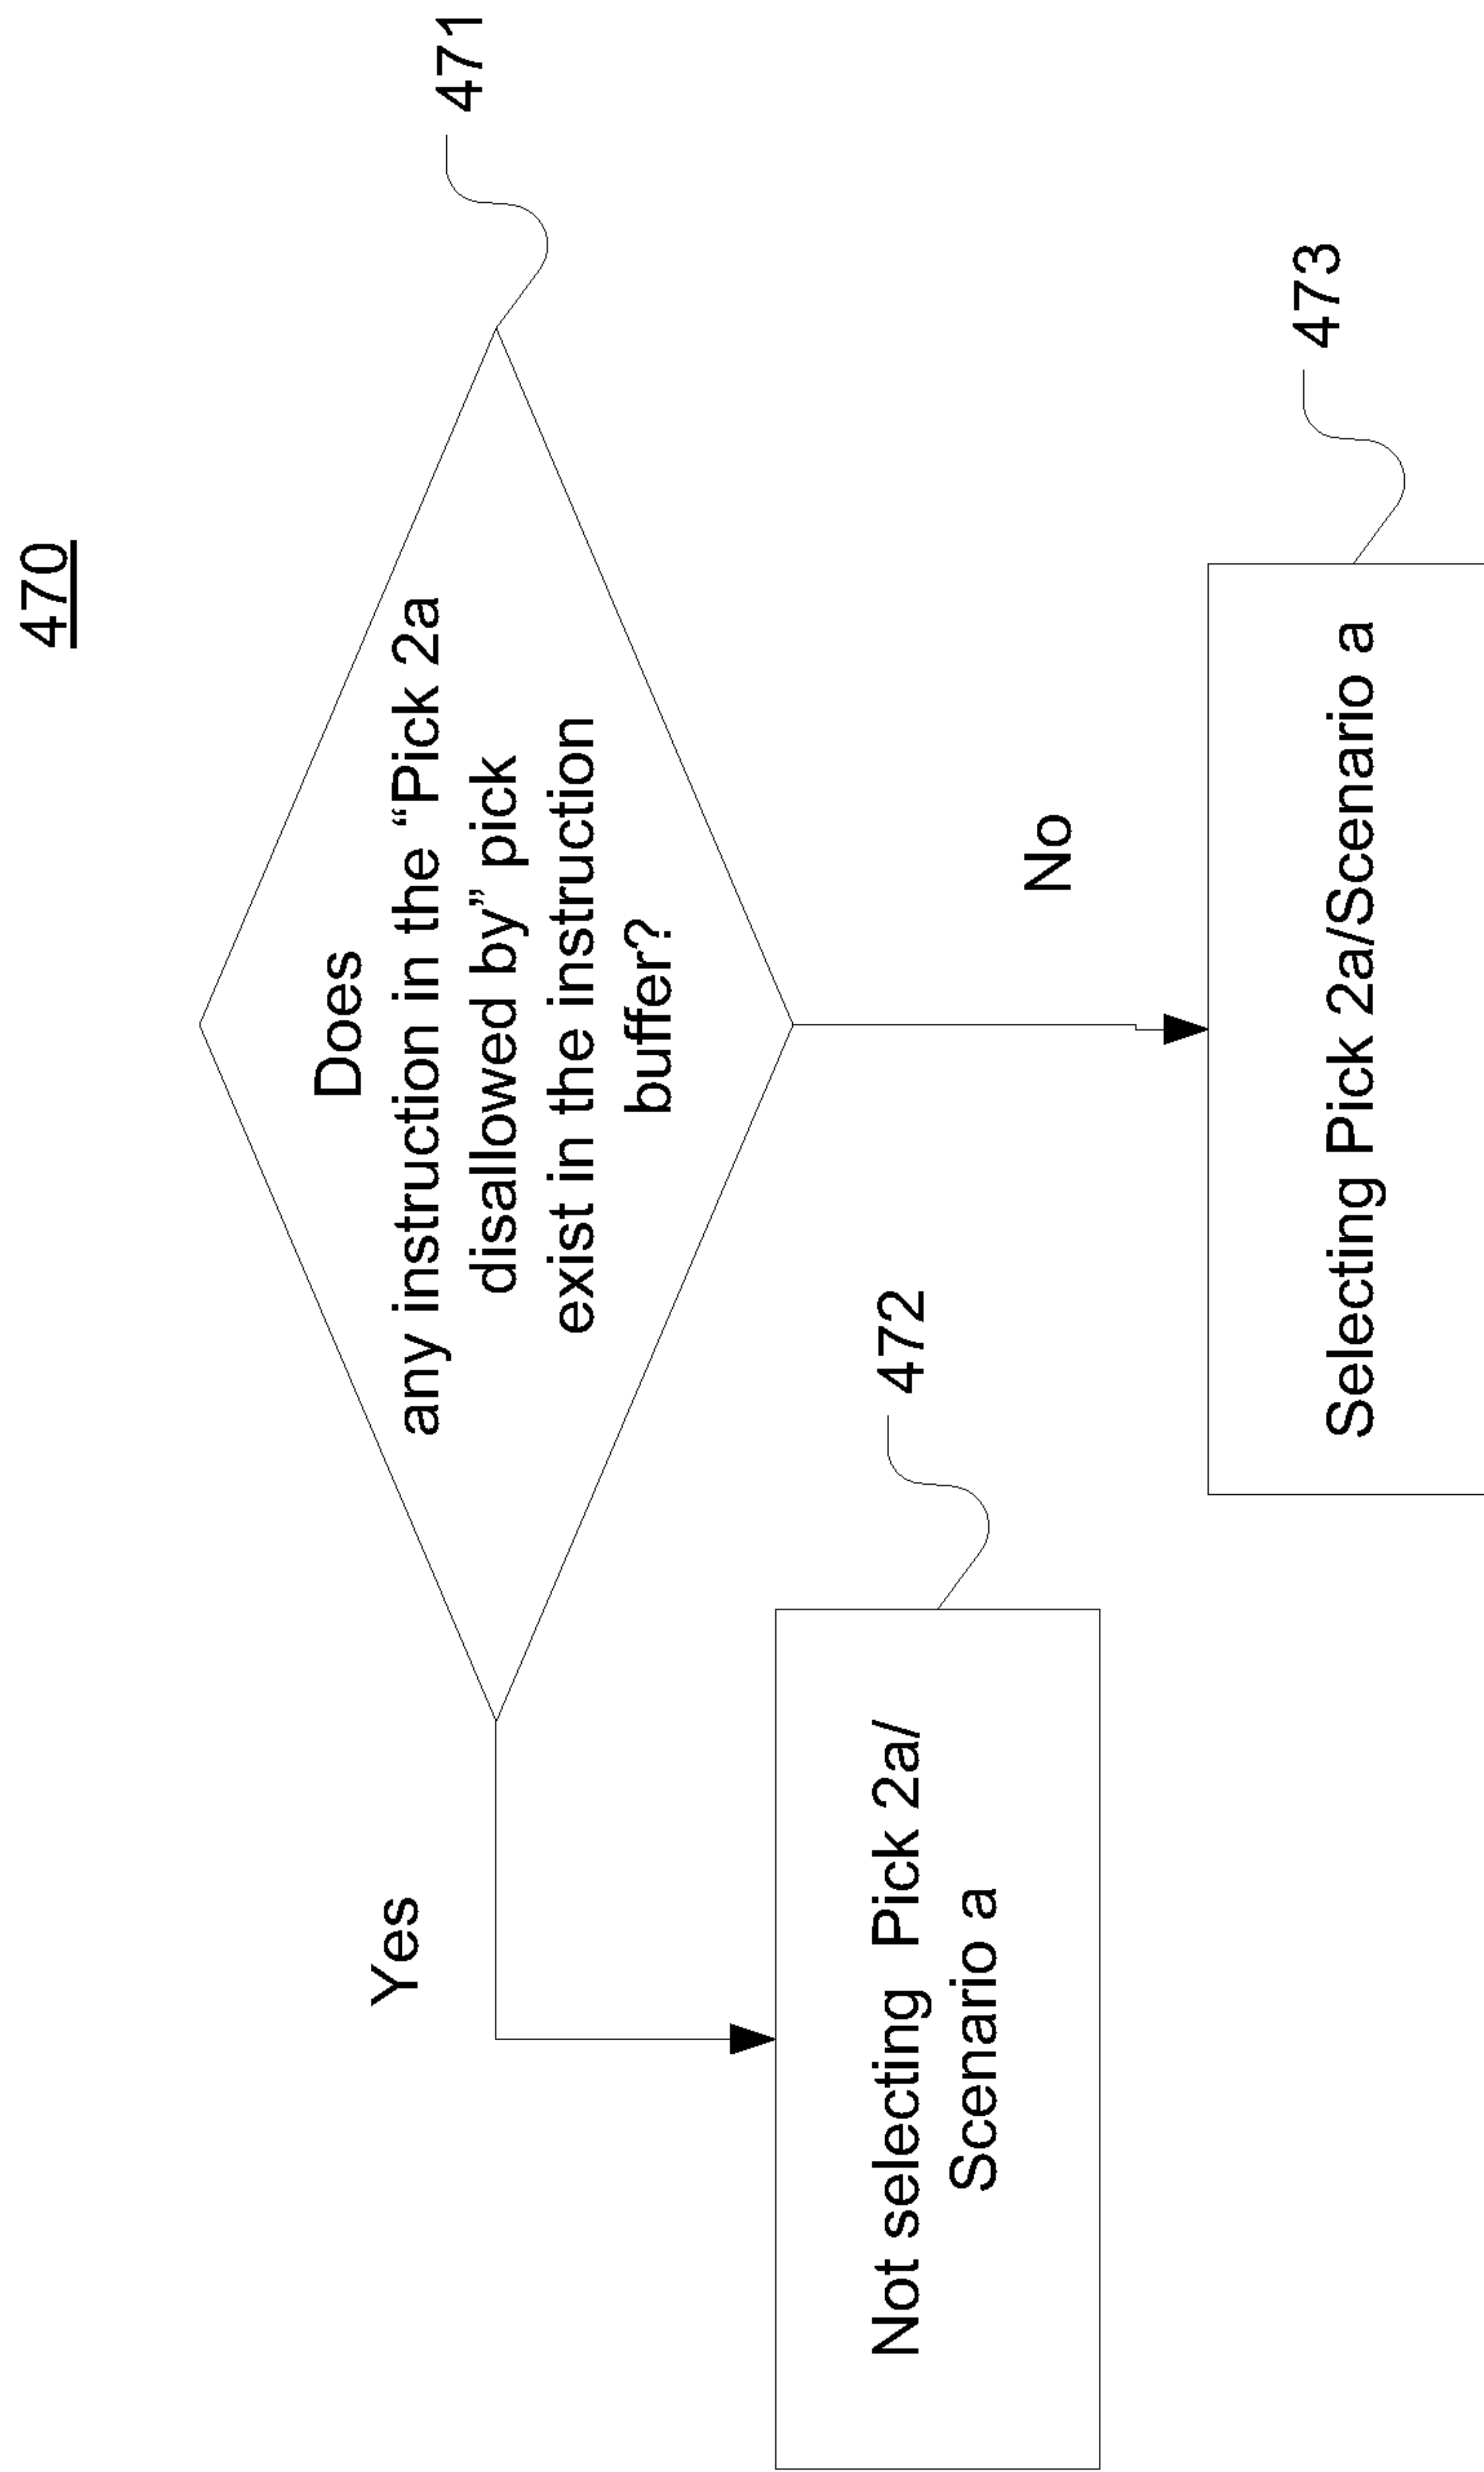 470
471
Does
any instruction in the “Pick 2a
disallowed by” pick
exist in the instruction
buffer?
Yes
No
472
Not selecting Pick 2a/
Scenario a
473
Selecting Pick 2a/Scenario a